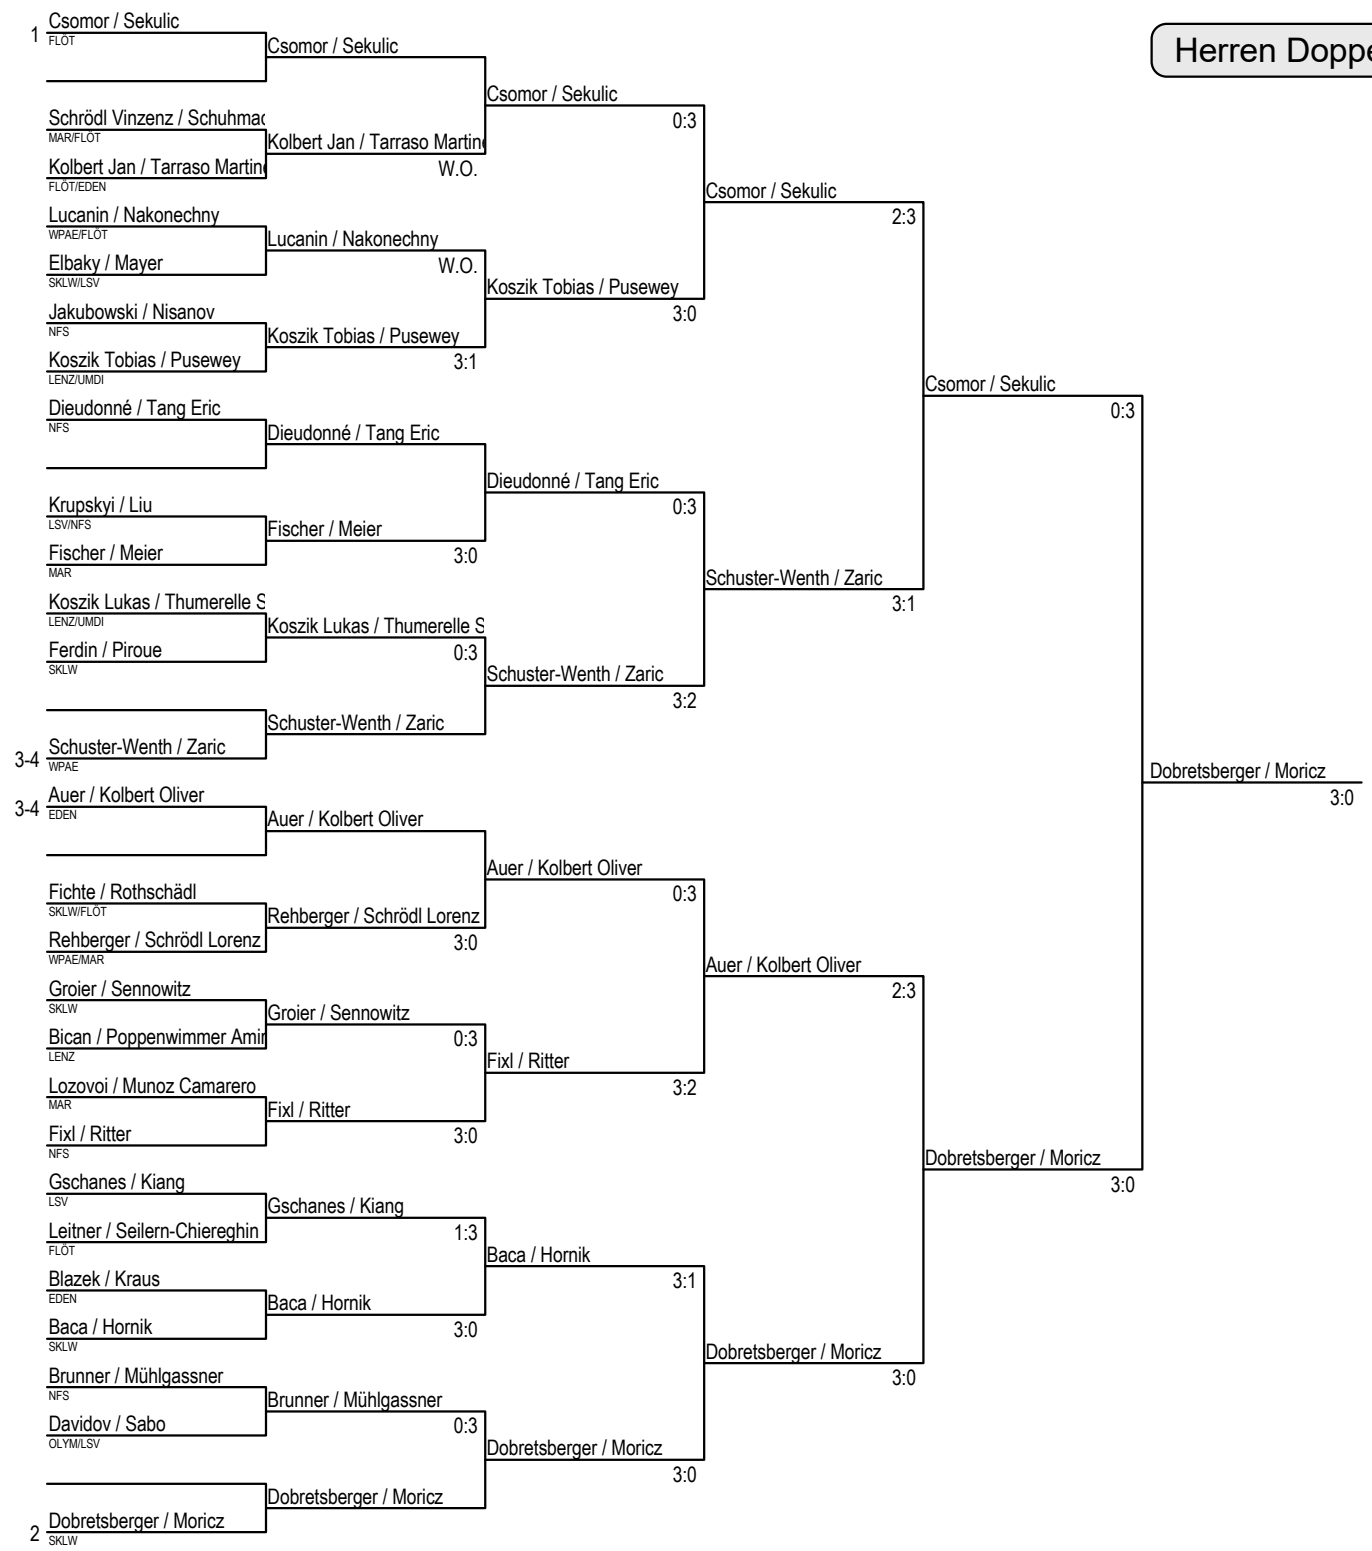 Herren Doppe
1
Csomor / Sekulic
FLÖT
Schrödl Vinzenz / Schuhmac
MAR/FLÖT
Kolbert Jan / Tarraso Martine
FLÖT/EDEN
Lucanin / Nakonechny
WPAE/FLÖT
Elbaky / Mayer
SKLW/LSV
Jakubowski / Nisanov
NFS
Koszik Tobias / Pusewey
LENZ/UMDI
Dieudonné / Tang Eric
NFS
Krupskyi / Liu
LSV/NFS
Fischer / Meier
MAR
Koszik Lukas / Thumerelle S
LENZ/UMDI
Ferdin / Piroue
SKLW
3-4
Schuster-Wenth / Zaric
WPAE
3-4
Auer / Kolbert Oliver
EDEN
Fichte / Rothschädl
SKLW/FLÖT
Rehberger / Schrödl Lorenz
WPAE/MAR
Groier / Sennowitz
SKLW
Bican / Poppenwimmer Amir
LENZ
Lozovoi / Munoz Camarero
MAR
Fixl / Ritter
NFS
Gschanes / Kiang
LSV
Leitner / Seilern-Chiereghin
FLÖT
Blazek / Kraus
EDEN
Baca / Hornik
SKLW
Brunner / Mühlgassner
NFS
Davidov / Sabo
OLYM/LSV
2
Dobretsberger / Moricz
SKLW
Csomor / Sekulic
Kolbert Jan / Tarraso Martine
W.O.
Lucanin / Nakonechny
W.O.
Koszik Tobias / Pusewey
3:1
Dieudonné / Tang Eric
Fischer / Meier
3:0
Koszik Lukas / Thumerelle S
0:3
Schuster-Wenth / Zaric
Auer / Kolbert Oliver
Rehberger / Schrödl Lorenz
3:0
Groier / Sennowitz
0:3
Fixl / Ritter
3:0
Gschanes / Kiang
1:3
Baca / Hornik
3:0
Brunner / Mühlgassner
0:3
Dobretsberger / Moricz
Csomor / Sekulic
0:3
Koszik Tobias / Pusewey
3:0
Dieudonné / Tang Eric
0:3
Schuster-Wenth / Zaric
3:2
Auer / Kolbert Oliver
0:3
Fixl / Ritter
3:2
Baca / Hornik
3:1
Dobretsberger / Moricz
3:0
Csomor / Sekulic
2:3
Schuster-Wenth / Zaric
3:1
Auer / Kolbert Oliver
2:3
Dobretsberger / Moricz
3:0
Csomor / Sekulic
0:3
Dobretsberger / Moricz
3:0
Dobretsberger / Moricz
3:0